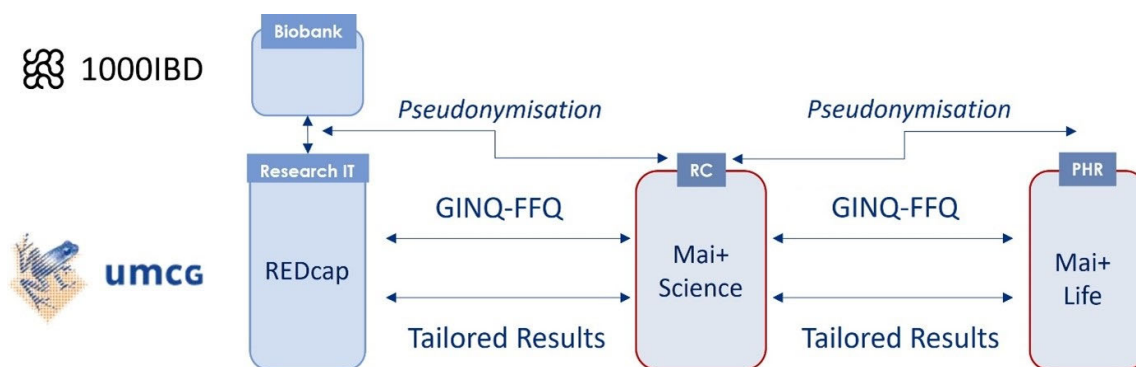 Biobank
1000IBD
Pseudonymisation
Pseudonymisation
Research IT
RC
PHR
GINQ-FFQ
GINQ-FFQ
umcg
REDcap
Mai+
Science
Mai+
Life
Tailored Results
Tailored Results